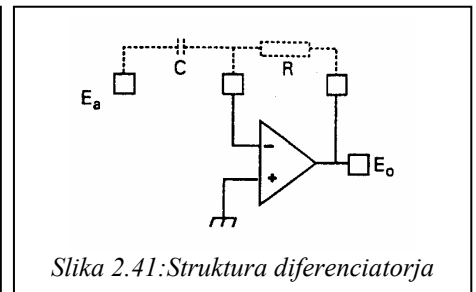 C
R
Eₐ
-
+
Eₒ
Slika 2.41:Struktura diferenciatorja